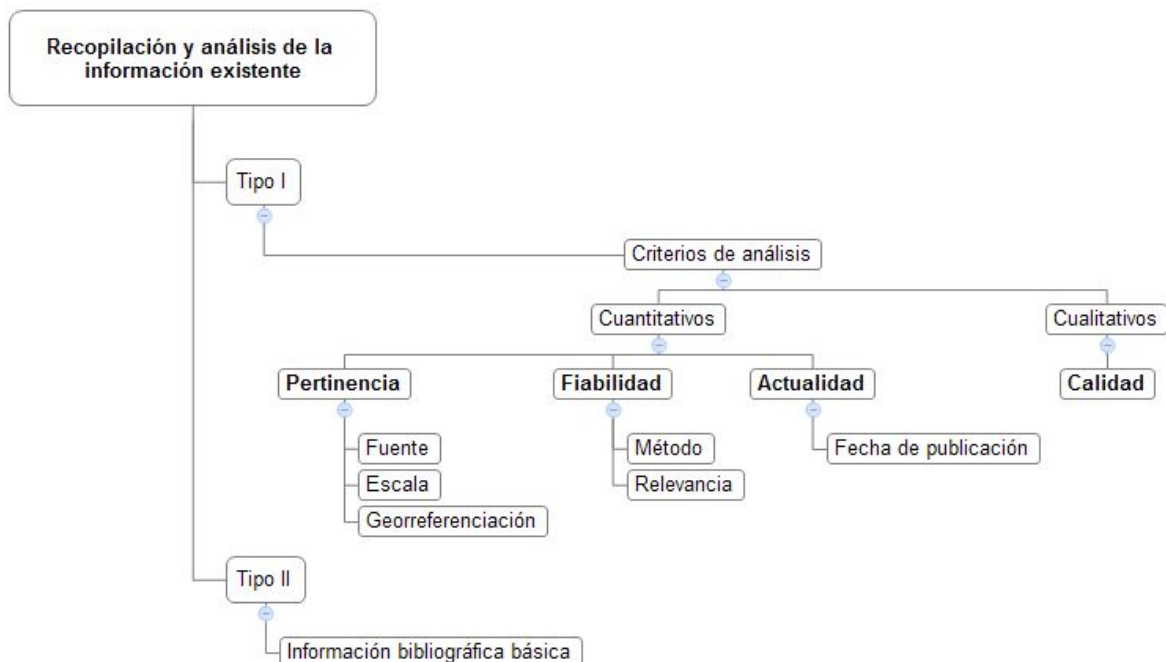 Recopilación y análisis de la
información existente
Tipo I
Criterios de análisis
Cuantitativos
Cualitativos
Pertinencia
Fiabilidad
Actualidad
Calidad
Fuente
Método
Fecha de publicación
Escala
Relevancia
Georreferenciación
Tipo II
Información bibliográfica básica